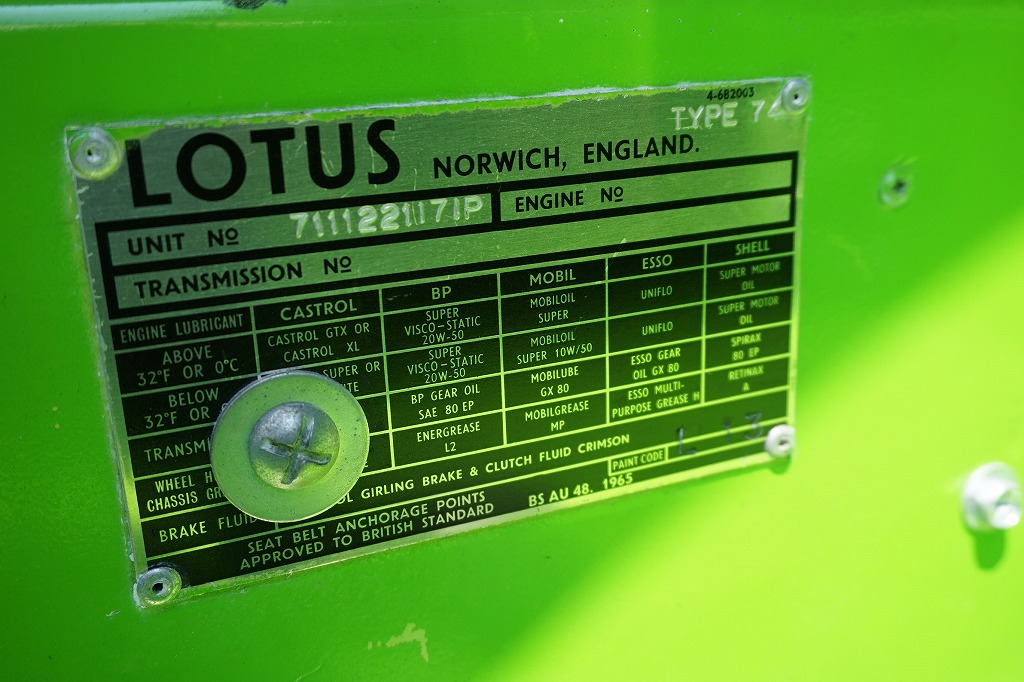 4-682003
TYPE 74
LOTUS NORWICH, ENGLAND.
UNIT Nº ENGINE Nº
TRANSMISSION Nº
ENGINE LUBRICANT CASTROL BP MOBIL ESSO SHELL
ABOVE 32°F OR 0°C CASTROL GTX OR CASTROL XL SUPER VISCO-STATIC 20W-50 MOBILOIL SUPER UNIFLO SUPER MOTOR OIL
BELOW 32°F OR SUPER OR SUPER VISCO-STATIC 20W-50 MOBILOIL SUPER 10W/50 UNIFLO SUPER MOTOR OIL
BP GEAR OIL SAE 80 EP MOBILUBE GX 80 ESSO GEAR OIL GX 80 SPIRAX 80 EP
WHEEL CHASSIS ENERGREASE L2 MOBILGREASE MP ESSO MULTI-PURPOSE GREASE H RETINAX A
BRAKE FLUID GIRLING BRAKE & CLUTCH FLUID CRIMSON PAINT CODE L 13
SEAT BELT ANCHORAGE POINTS
APPROVED TO BRITISH STANDARD BS AU 48. 1965